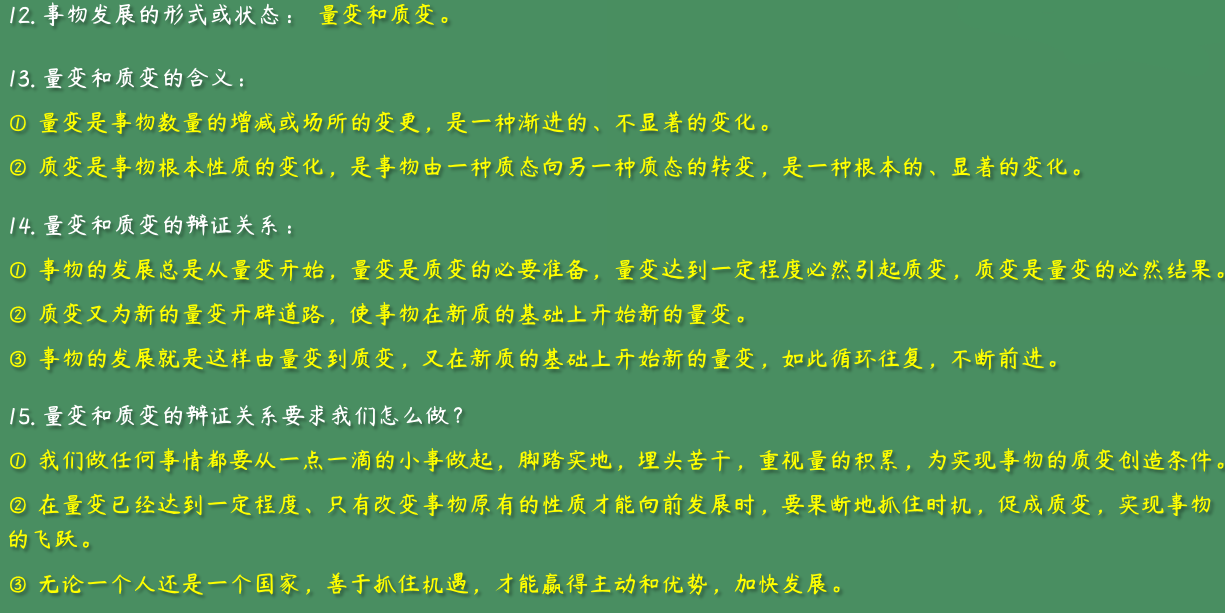 12. 事物发展的形式或状态： 量变和质变。
13. 量变和质变的含义：
① 量变是事物数量的增减或场所的变更，是一种渐进的、不显著的变化。
② 质变是事物根本性质的变化，是事物由一种质态向另一种质态的转变，是一种根本的、显著的变化。
14. 量变和质变的辩证关系：
① 事物的发展总是从量变开始，量变是质变的必要准备，量变达到一定程度必然引起质变，质变是量变的必然结果。
② 质变又为新的量变开辟道路，使事物在新质的基础上开始新的量变。
③ 事物的发展就是这样由量变到质变，又在新质的基础上开始新的量变，如此循环往复，不断前进。
15. 量变和质变的辩证关系要求我们怎么做？
① 我们做任何事情都要从一点一滴的小事做起，脚踏实地，埋头苦干，重视量的积累，为实现事物的质变创造条件。
② 在量变已经达到一定程度、只有改变事物原有的性质才能向前发展时，要果断地抓住时机，促成质变，实现事物
的飞跃。
③ 无论一个人还是一个国家，善于抓住机遇，才能赢得主动和优势，加快发展。